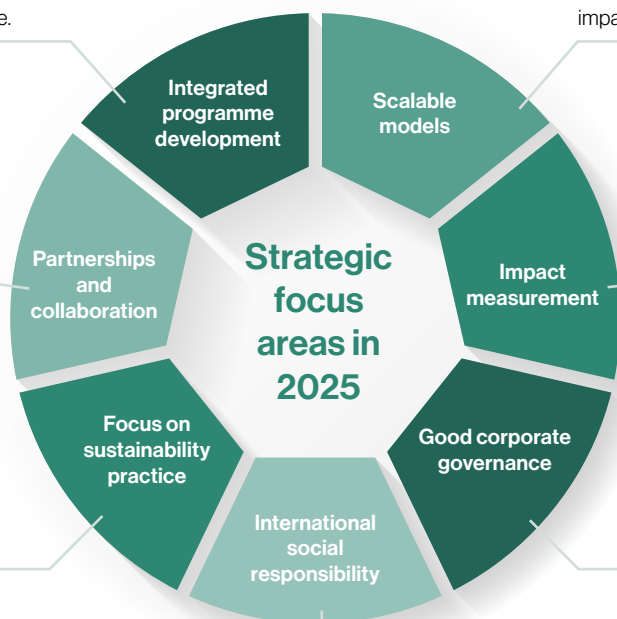 e.
impa
Integrated
programme
development
Scalable
models
Partnerships
and
collaboration
Strategic
focus
areas in
2025
Impact
measurement
Focus on
sustainability
practice
Good corporate
governance
International
social
responsibility